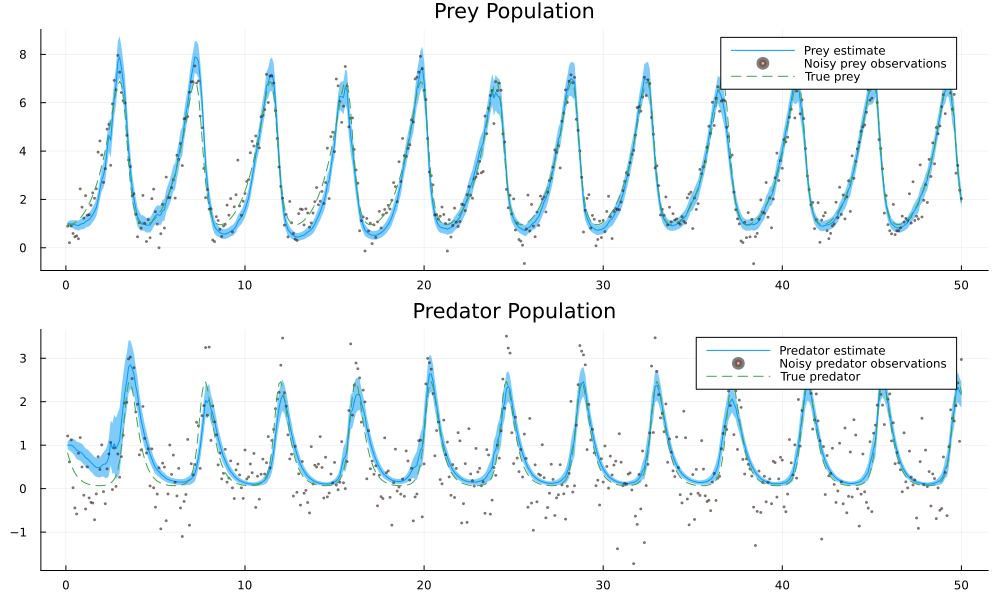 Prey Population
8
6
4
2
0
Prey estimate
Noisy prey observations
True prey
0 10 20 30 40 50
Predator Population
3
2
1
0
−1
Predator estimate
Noisy predator observations
True predator
0 10 20 30 40 50